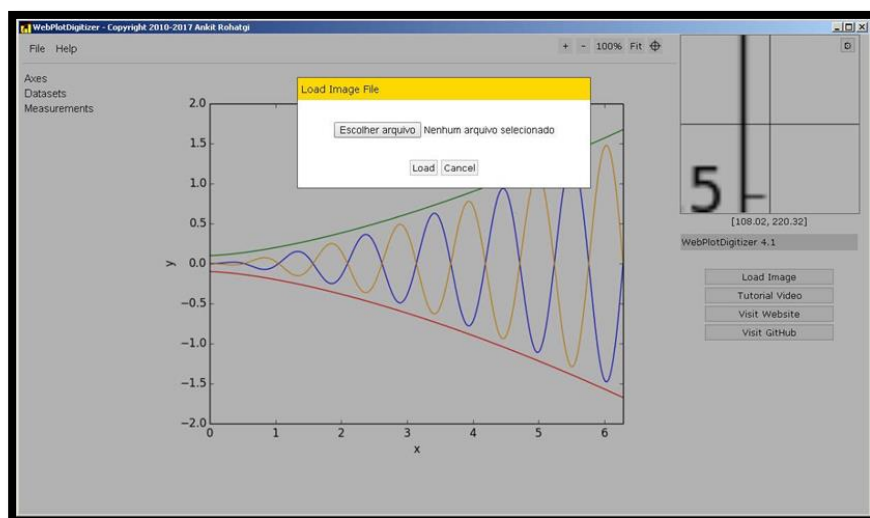 WebPlotDigitizer - Copyright 2010-2017 Ankit Rohatgi
File Help
+ - 100% Fit
D
Axes
Datasets
Measurements
Load Image File
Escolher arquivo Nenhum arquivo selecionado
Load Cancel
2.0
1.5
1.0
0.5
0.0
−0.5
−1.0
−1.5
−2.0
y
0 1 2 3 4 5 6
x
5
[108.02, 220.32]
WebPlotDigitizer 4.1
Load Image
Tutorial Video
Visit Website
Visit GitHub